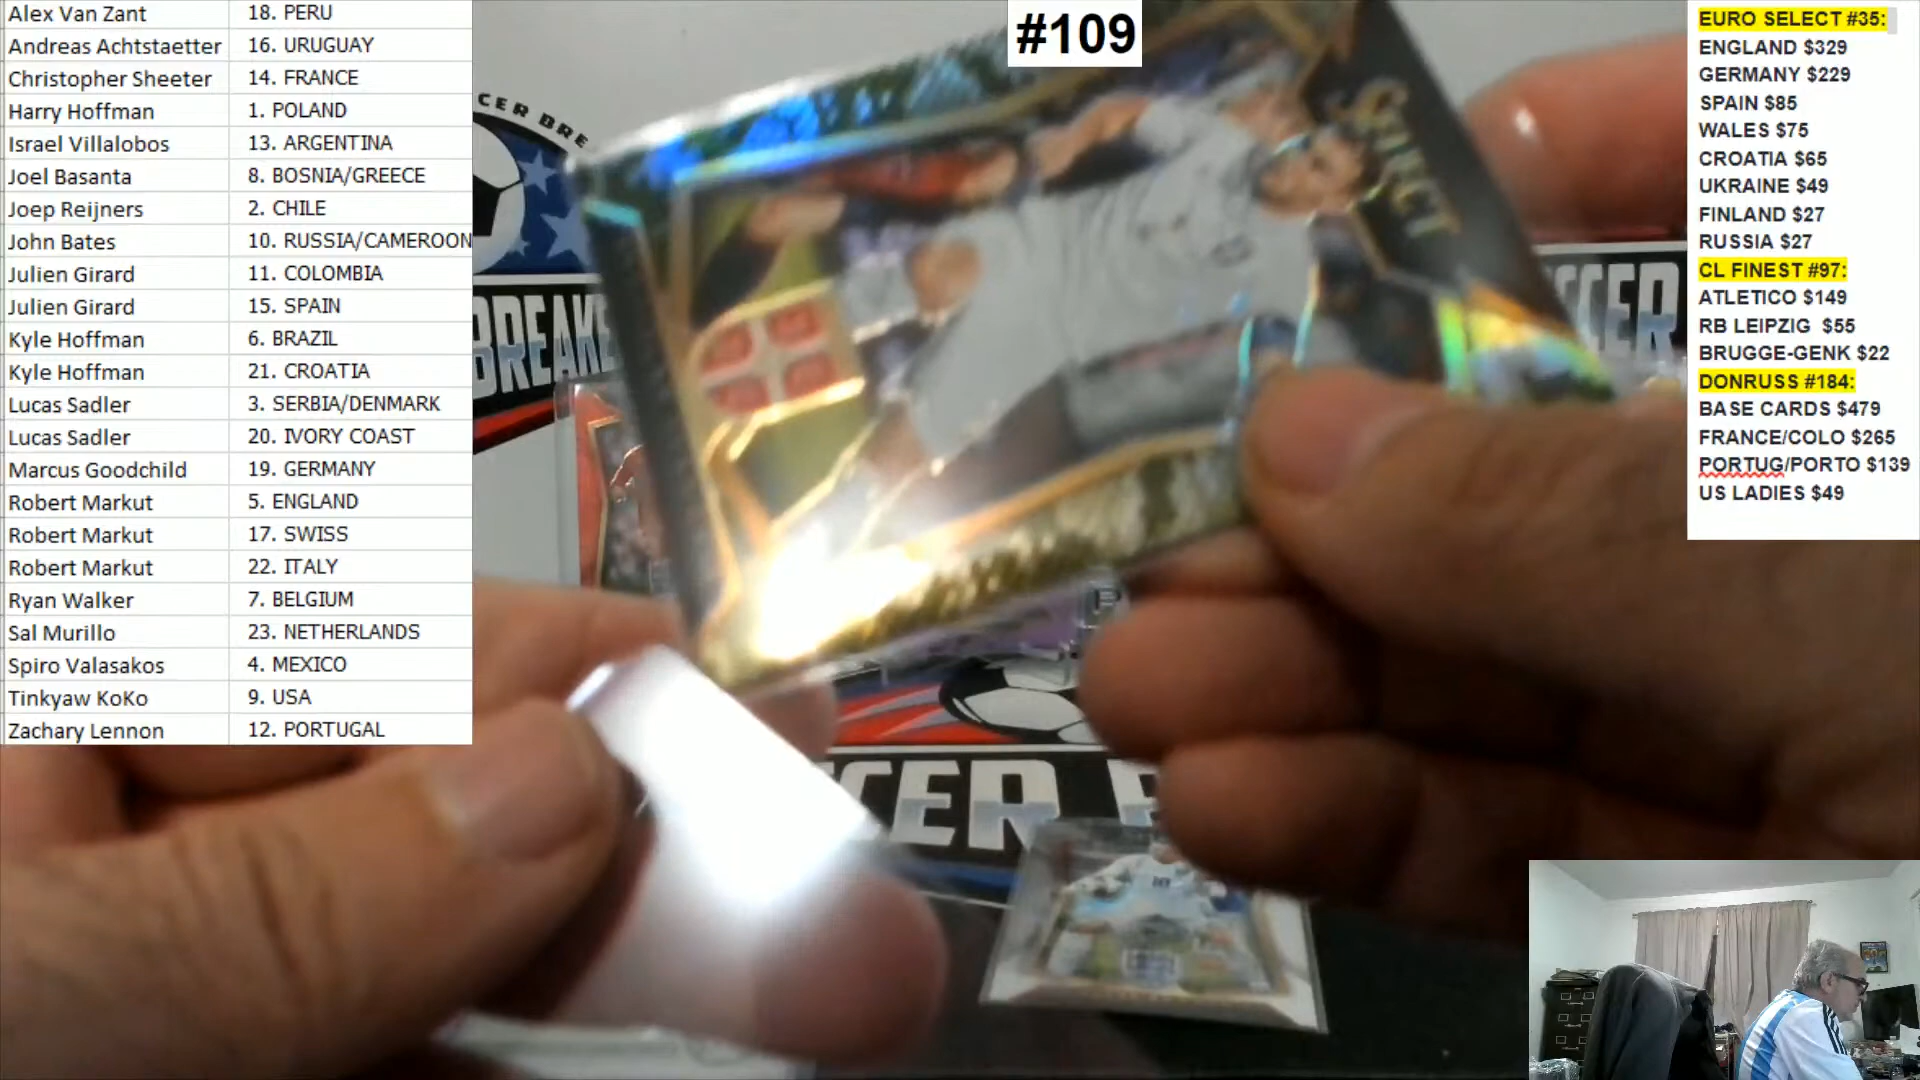 Alex Van Zant 18. PERU
Andreas Achtstaetter 16. URUGUAY
Christopher Sheeter 14. FRANCE
Harry Hoffman 1. POLAND
Israel Villalobos 13. ARGENTINA
Joel Basanta 8. BOSNIA/GREECE
Joep Reijners 2. CHILE
John Bates 10. RUSSIA/CAMEROON
Julien Girard 11. COLOMBIA
Julien Girard 15. SPAIN
Kyle Hoffman 6. BRAZIL
Kyle Hoffman 21. CROATIA
Lucas Sadler 3. SERBIA/DENMARK
Lucas Sadler 20. IVORY COAST
Marcus Goodchild 19. GERMANY
Robert Markut 5. ENGLAND
Robert Markut 17. SWISS
Robert Markut 22. ITALY
Ryan Walker 7. BELGIUM
Sal Murillo 23. NETHERLANDS
Spiro Valasakos 4. MEXICO
Tinkyaw KoKo 9. USA
Zachary Lennon 12. PORTUGAL
#109
SELECT
CER BRE
BREAKE
CCER
CER B
EURO SELECT #35:
ENGLAND $329
GERMANY $229
SPAIN $85
WALES $75
CROATIA $65
UKRAINE $49
FINLAND $27
RUSSIA $27
CL FINEST #97:
ATLETICO $149
RB LEIPZIG $55
BRUGGE-GENK $22
DONRUSS #184:
BASE CARDS $479
FRANCE/COLO $265
PORTUG/PORTO $139
US LADIES $49